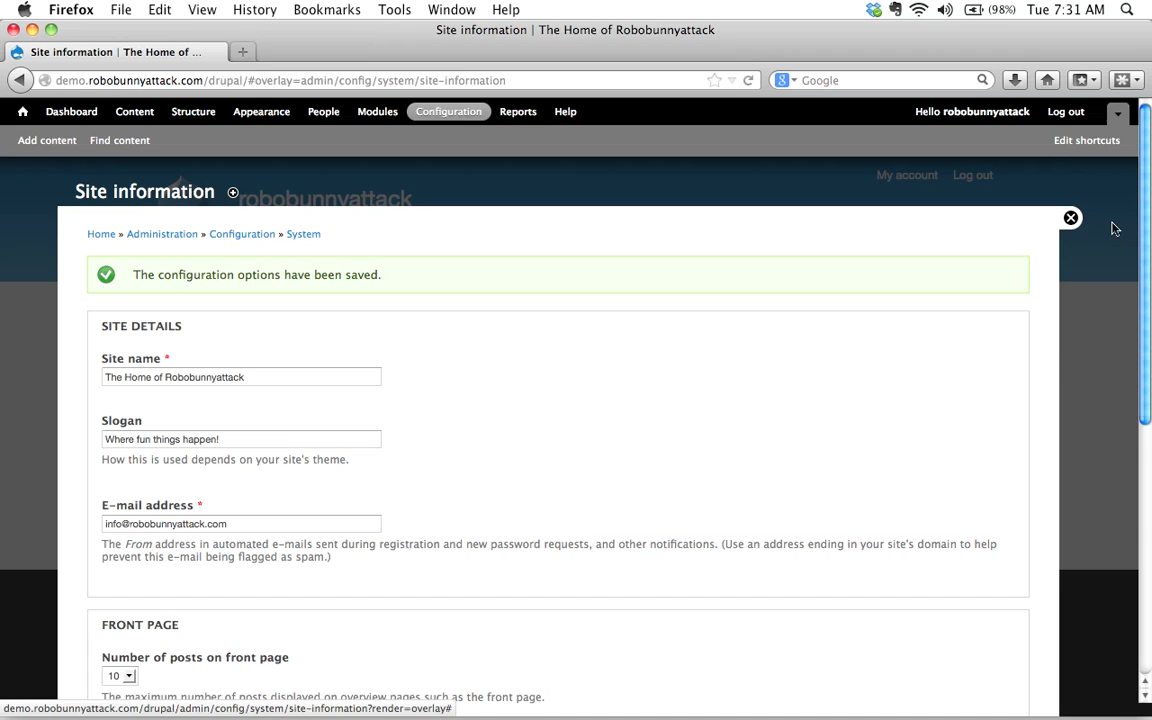 Firefox File Edit View History Bookmarks Tools Window Help (98%) Tue 7:31 AM
Site information | The Home of Robobunnyattack
Site information | The Home of ...
demo.robobunnyattack.com/drupal/#overlay=admin/config/system/site-information
Google
Dashboard Content Structure Appearance People Modules Configuration Reports Help Hello robobunnyattack Log out
Add content Find content Edit shortcuts
My account Log out
Site information
robobunnyattack
Home » Administration » Configuration » System
The configuration options have been saved.
SITE DETAILS
Site name *
The Home of Robobunnyattack
Slogan
Where fun things happen!
How this is used depends on your site's theme.
E-mail address *
info@robobunnyattack.com
The From address in automated e-mails sent during registration and new password requests, and other notifications. (Use an address ending in your site's domain to help
prevent this e-mail being flagged as spam.)
FRONT PAGE
Number of posts on front page
10
The maximum number of posts displayed on overview pages such as the front page.
demo.robobunnyattack.com/drupal/admin/config/system/site-information?render=overlay#